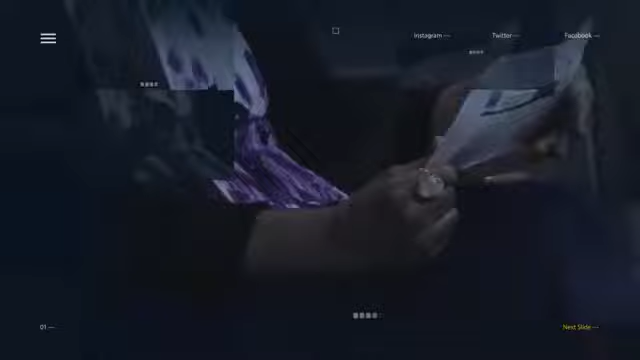 Instagram —
Twitter —
Facebook —
01 —
Next Slide —